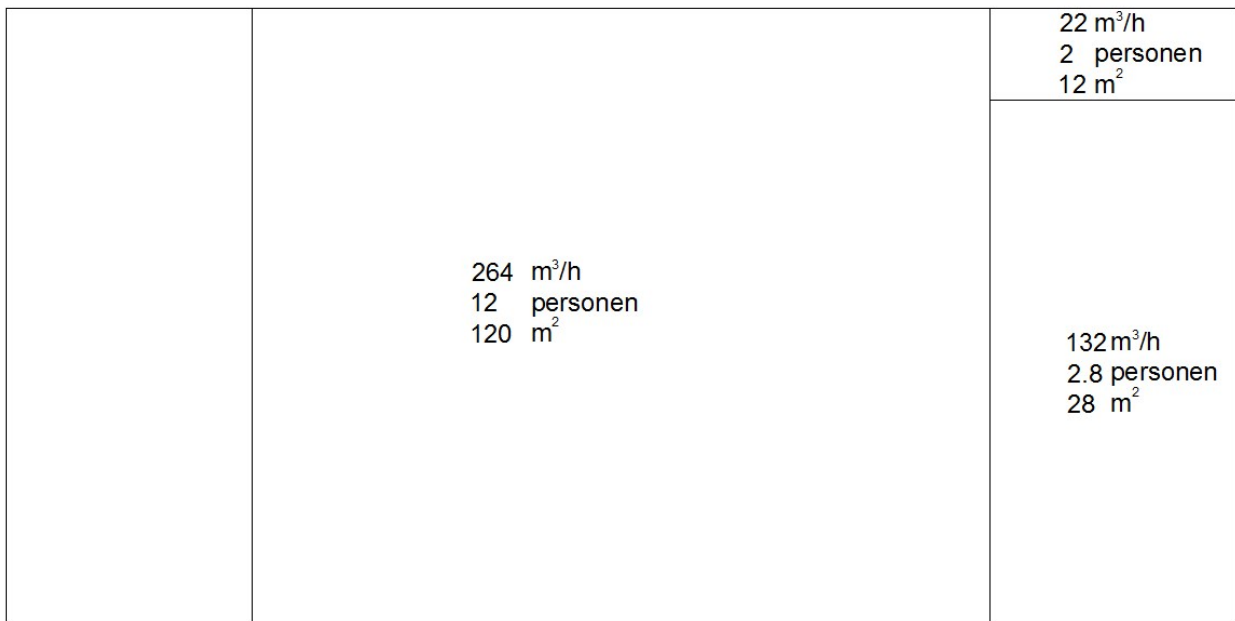 22 m³/h
2 personen
12 m²
264 m³/h
12 personen
120 m²
132 m³/h
2.8 personen
28 m²